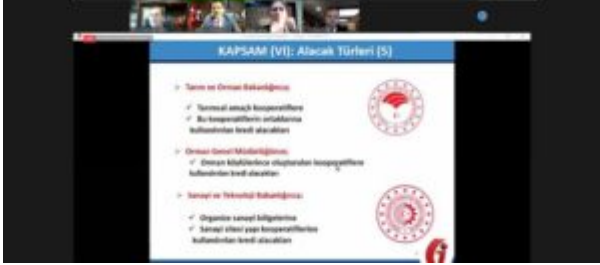 KAPSAM (VI): Alacak Türleri (5)
Tarım ve Orman Bakanlığınca;
✓ Tarımsal amaçlı kooperatiflere
✓ Bu kooperatiflerin ortaklarına
kullandırılan kredi alacakları
Orman Genel Müdürlüğünce;
✓ Orman köylülerince oluşturulan kooperatiflere
kullandırılan kredi alacakları
Sanayi ve Teknoloji Bakanlığınca;
✓ Organize sanayi bölgelerine
✓ Sanayi sitesi yapı kooperatiflerine
kullandırılan kredi alacakları